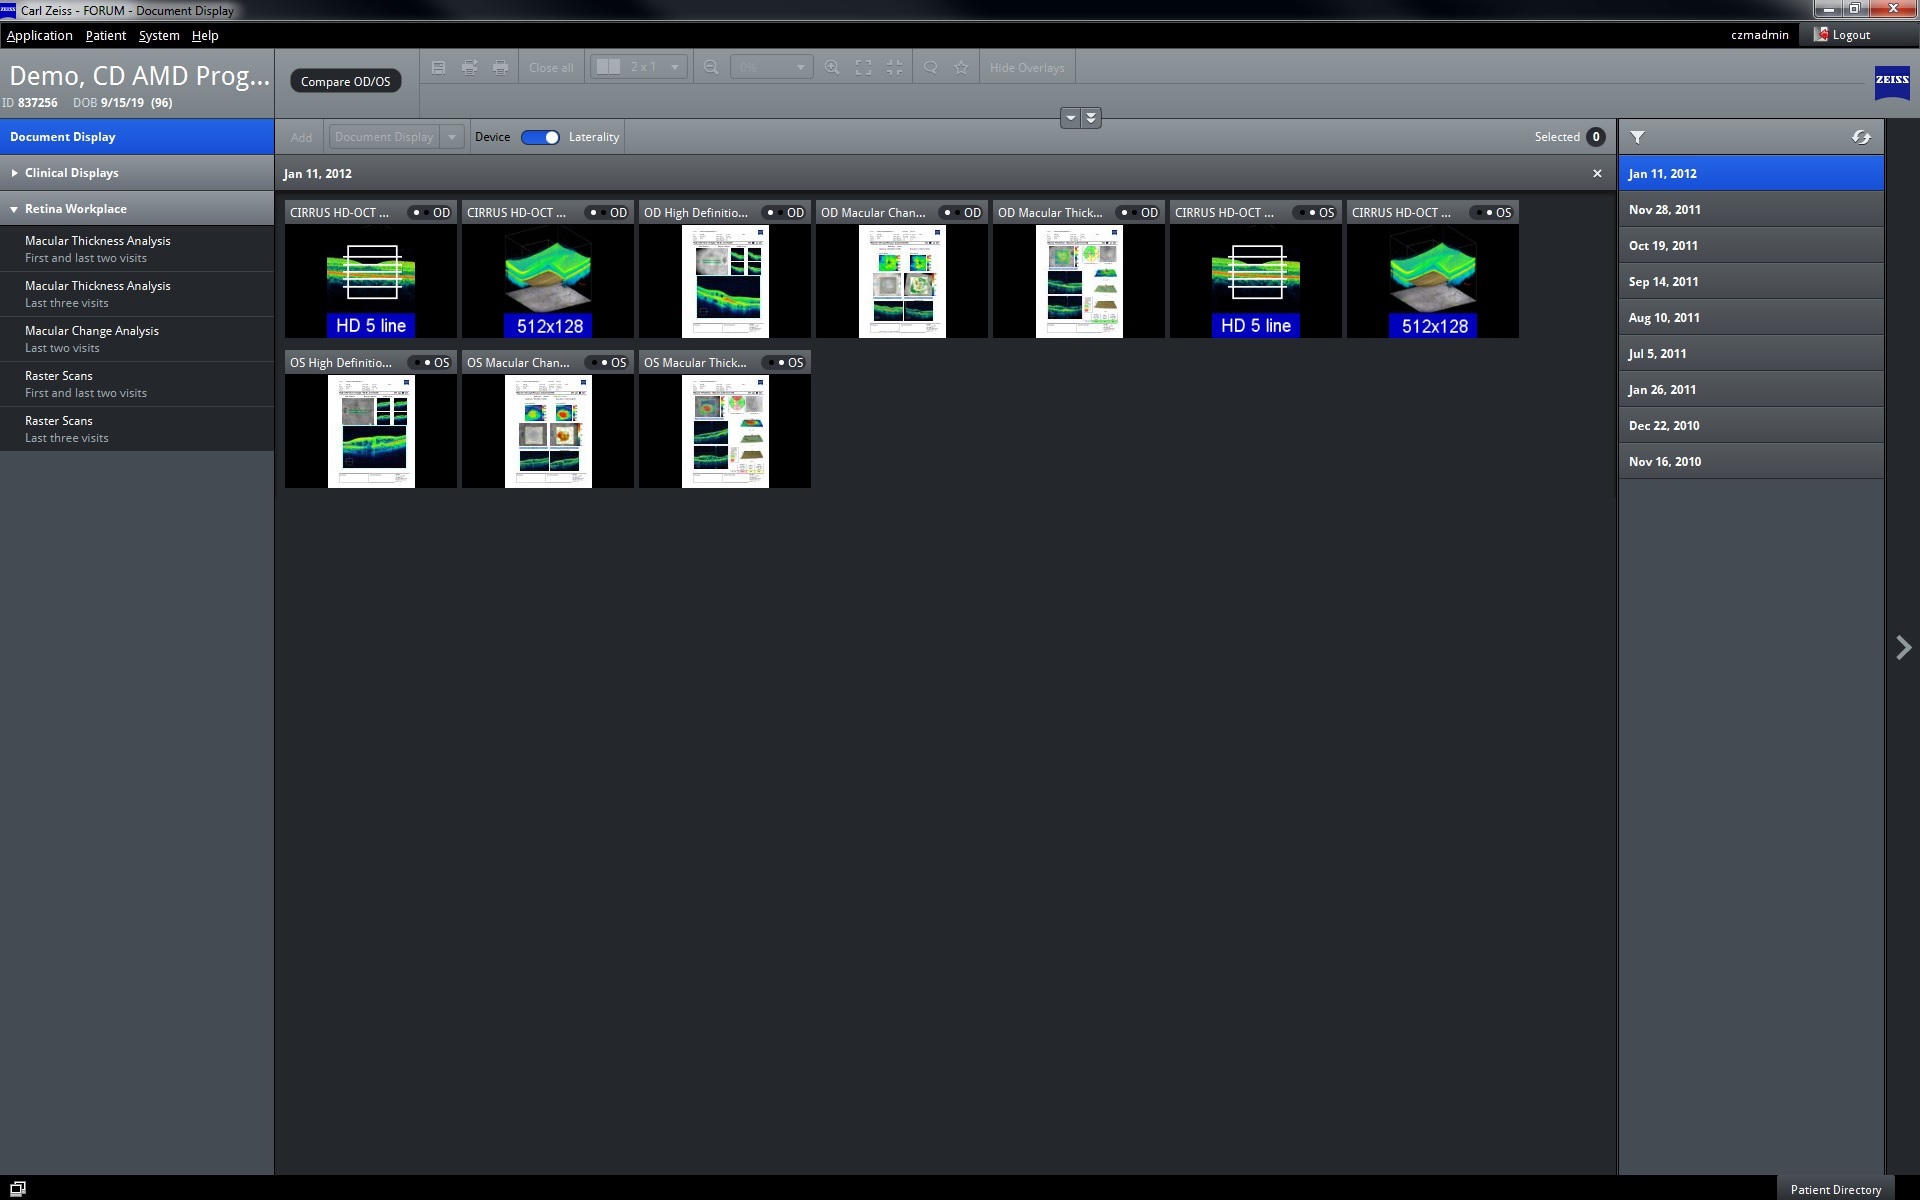 ZEISS Carl Zeiss - FORUM - Document Display
Application Patient System Help
czmadmin Logout
Demo, CD AMD Prog...
ID 837256 DOB 9/15/19 (96)
Compare OD/OS
Close all 2 x 1 0% Hide Overlays
ZEISS
Document Display
Clinical Displays
Retina Workplace
Macular Thickness Analysis
First and last two visits
Macular Thickness Analysis
Last three visits
Macular Change Analysis
Last two visits
Raster Scans
First and last two visits
Raster Scans
Last three visits
Add Document Display Device Laterality
Selected 0
Jan 11, 2012
CIRRUS HD-OCT ... OD
HD 5 line
CIRRUS HD-OCT ... OD
512x128
OD High Definitio... OD
OD Macular Chan... OD
OD Macular Thick... OD
CIRRUS HD-OCT ... OS
HD 5 line
CIRRUS HD-OCT ... OS
512x128
OS High Definitio... OS
OS Macular Chan... OS
OS Macular Thick... OS
Jan 11, 2012
Nov 28, 2011
Oct 19, 2011
Sep 14, 2011
Aug 10, 2011
Jul 5, 2011
Jan 26, 2011
Dec 22, 2010
Nov 16, 2010
Patient Directory